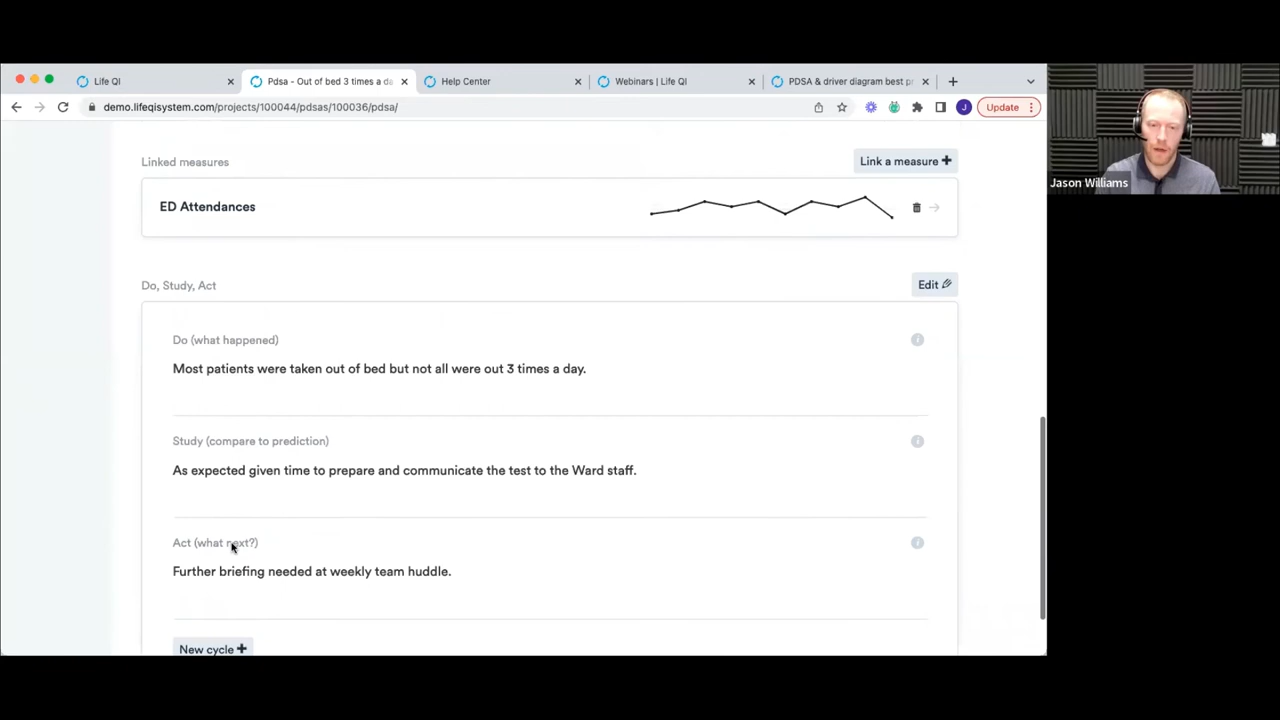 Life QI
Pdsa - Out of bed 3 times a da
Help Center
Webinars | Life QI
PDSA & driver diagram best pr
demo.lifeqisystem.com/projects/100044/pdsas/100036/pdsa/
J
Update
Jason Williams
Linked measures
Link a measure +
ED Attendances
Do, Study, Act
Edit
Do (what happened)
Most patients were taken out of bed but not all were out 3 times a day.
Study (compare to prediction)
As expected given time to prepare and communicate the test to the Ward staff.
Act (what next?)
Further briefing needed at weekly team huddle.
New cycle +